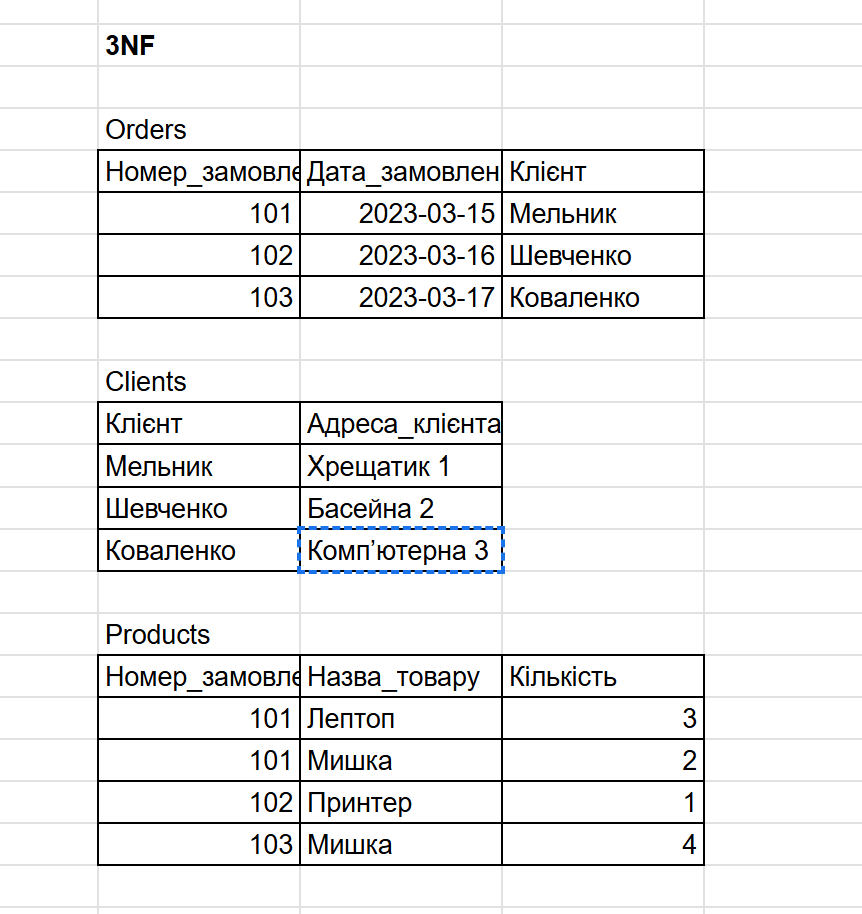 3NF
Orders
Номер_замовле Дата_замовлен Клієнт
101 2023-03-15 Мельник
102 2023-03-16 Шевченко
103 2023-03-17 Коваленко
Clients
Клієнт Адреса_клієнта
Мельник Хрещатик 1
Шевченко Басейна 2
Коваленко Комп’ютерна 3
Products
Номер_замовле Назва_товару Кількість
101 Лептоп 3
101 Мишка 2
102 Принтер 1
103 Мишка 4